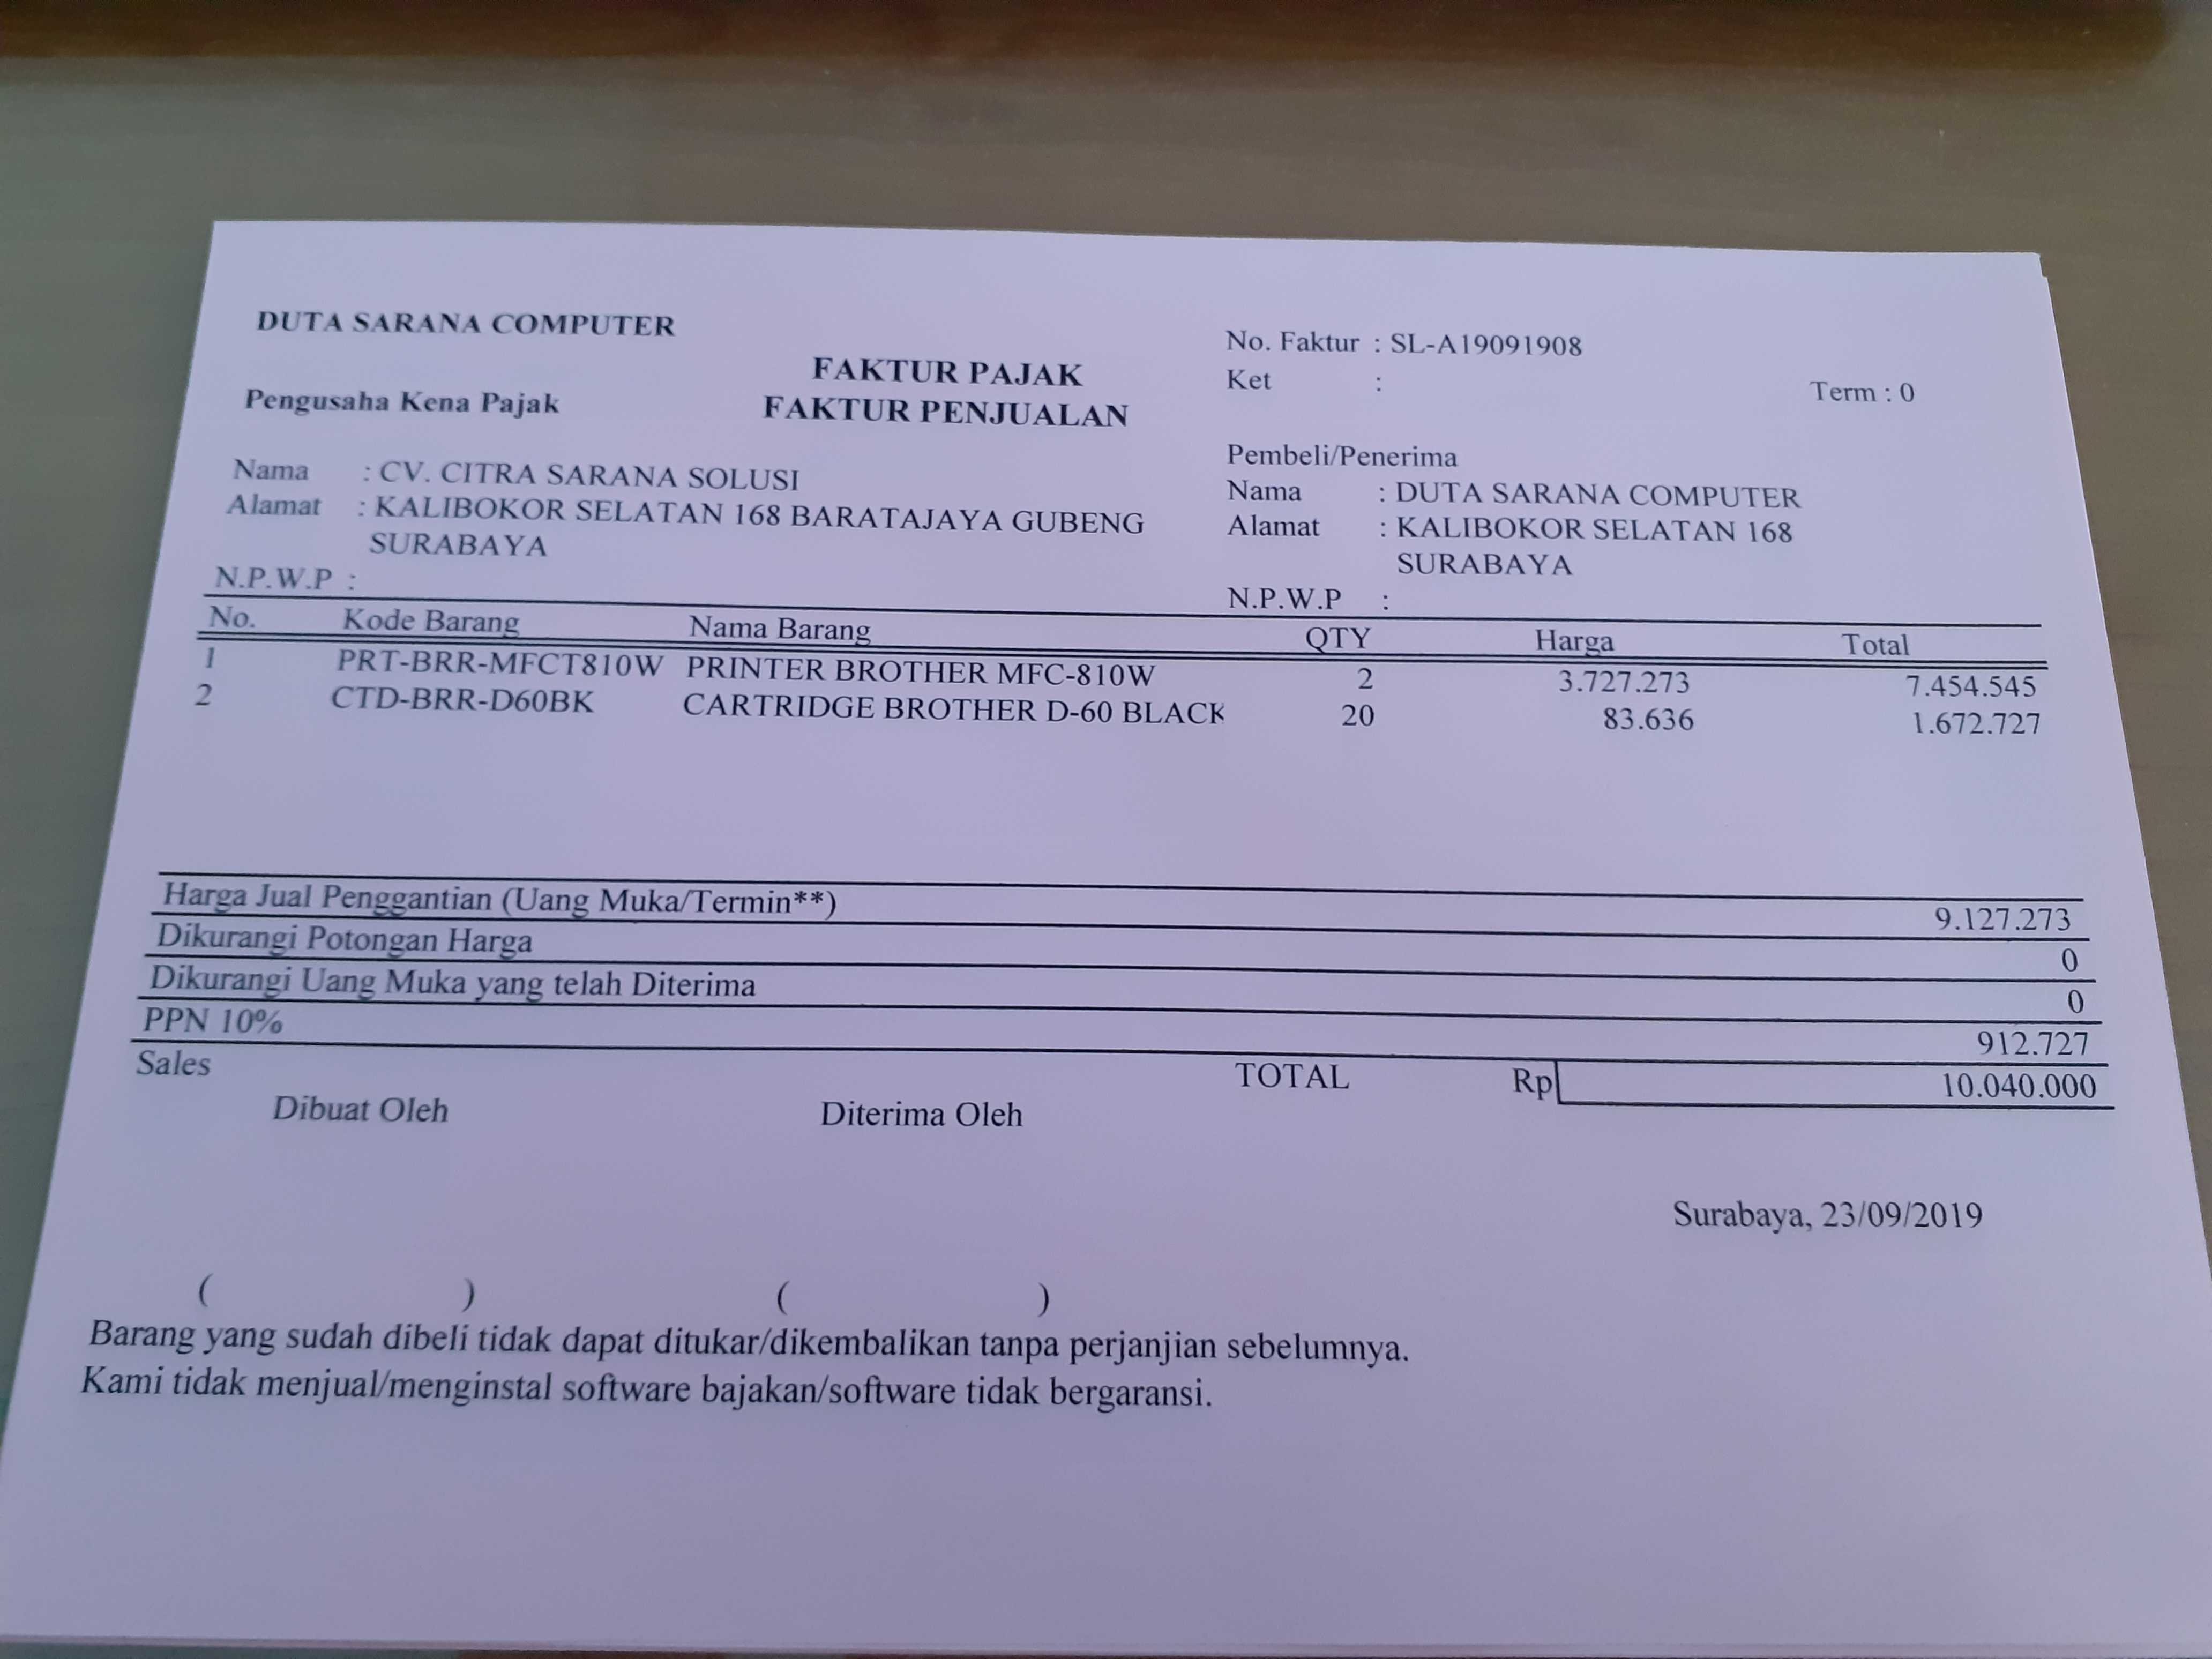 DUTA SARANA COMPUTER
FAKTUR PAJAK
FAKTUR PENJUALAN
Pengusaha Kena Pajak
No. Faktur : SL-A19091908
Ket :
Term : 0
Nama : CV. CITRA SARANA SOLUSI
Alamat : KALIBOKOR SELATAN 168 BARATAJAYA GUBENG
SURABAYA
N.P.W.P :
Pembeli/Penerima
Nama : DUTA SARANA COMPUTER
Alamat : KALIBOKOR SELATAN 168
SURABAYA
N.P.W.P :
No. Kode Barang Nama Barang QTY Harga Total
1 PRT-BRR-MFCT810W PRINTER BROTHER MFC-810W 2 3.727.273 7.454.545
2 CTD-BRR-D60BK CARTRIDGE BROTHER D-60 BLACK 20 83.636 1.672.727
Harga Jual Penggantian (Uang Muka/Termin**) 9.127.273
Dikurangi Potongan Harga 0
Dikurangi Uang Muka yang telah Diterima 0
PPN 10% 912.727
Sales TOTAL Rp 10.040.000
Dibuat Oleh Diterima Oleh
Surabaya, 23/09/2019
( ) ( )
Barang yang sudah dibeli tidak dapat ditukar/dikembalikan tanpa perjanjian sebelumnya.
Kami tidak menjual/menginstal software bajakan/software tidak bergaransi.